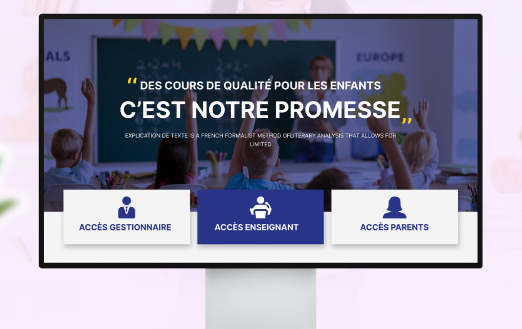 ALS
EUROPE
“ DES COURS DE QUALITÉ POUR LES ENFANTS
C’EST NOTRE PROMESSE „
EXPLICATION DE TEXTE IS A FRENCH FORMALIST METHOD OFLITERARY ANALYSIS THAT ALLOWS FOR
LIMITED
ACCÈS GESTIONNAIRE
ACCÈS ENSEIGNANT
ACCÈS PARENTS